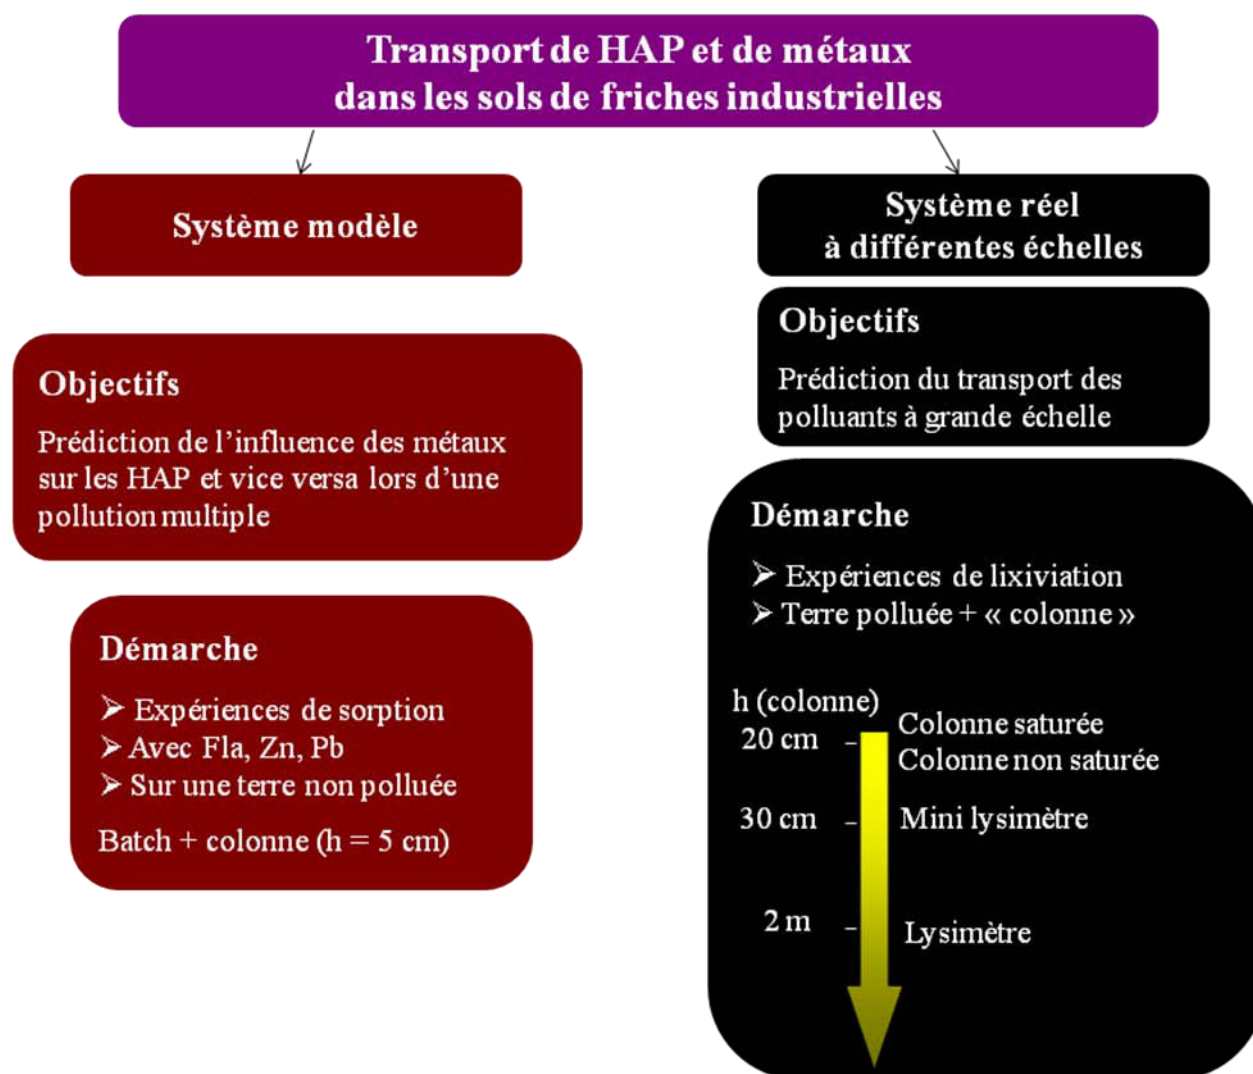 Transport de HAP et de métaux
dans les sols de friches industrielles
Système modèle
Objectifs
Prédiction de l’influence des métaux
sur les HAP et vice versa lors d’une
pollution multiple
Démarche
➢ Expériences de sorption
➢ Avec Fla, Zn, Pb
➢ Sur une terre non polluée
Batch + colonne (h = 5 cm)
Système réel
à différentes échelles
Objectifs
Prédiction du transport des
polluants à grande échelle
Démarche
➢ Expériences de lixiviation
➢ Terre polluée + « colonne »
h (colonne)
20 cm
Colonne saturée
Colonne non saturée
30 cm
Mini lysimètre
2 m
Lysimètre